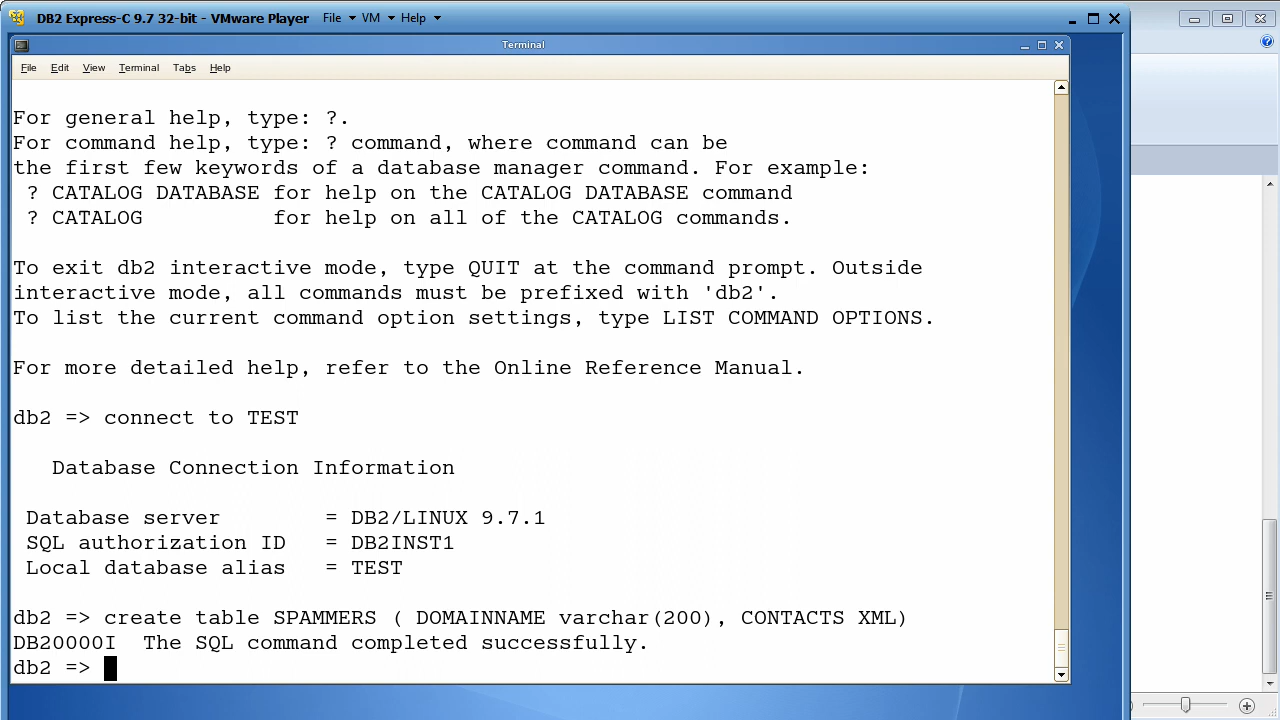 DB2 Express-C 9.7 32-bit - VMware Player File VM Help
Terminal
File Edit View Terminal Tabs Help
For general help, type: ?.
For command help, type: ? command, where command can be
the first few keywords of a database manager command. For example:
? CATALOG DATABASE for help on the CATALOG DATABASE command
? CATALOG for help on all of the CATALOG commands.
To exit db2 interactive mode, type QUIT at the command prompt. Outside
interactive mode, all commands must be prefixed with 'db2'.
To list the current command option settings, type LIST COMMAND OPTIONS.
For more detailed help, refer to the Online Reference Manual.
db2 => connect to TEST
Database Connection Information
Database server = DB2/LINUX 9.7.1
SQL authorization ID = DB2INST1
Local database alias = TEST
db2 => create table SPAMMERS ( DOMAINNAME varchar(200), CONTACTS XML)
DB20000I The SQL command completed successfully.
db2 =>